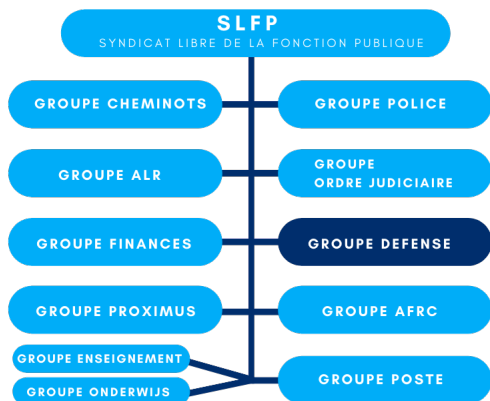 SLFP
SYNDICAT LIBRE DE LA FONCTION PUBLIQUE
GROUPE CHEMINOTS
GROUPE POLICE
GROUPE ALR
GROUPE
ORDRE JUDICIAIRE
GROUPE FINANCES
GROUPE DEFENSE
GROUPE PROXIMUS
GROUPE AFRC
GROUPE ENSEIGNEMENT
GROUPE ONDERWIJS
GROUPE POSTE